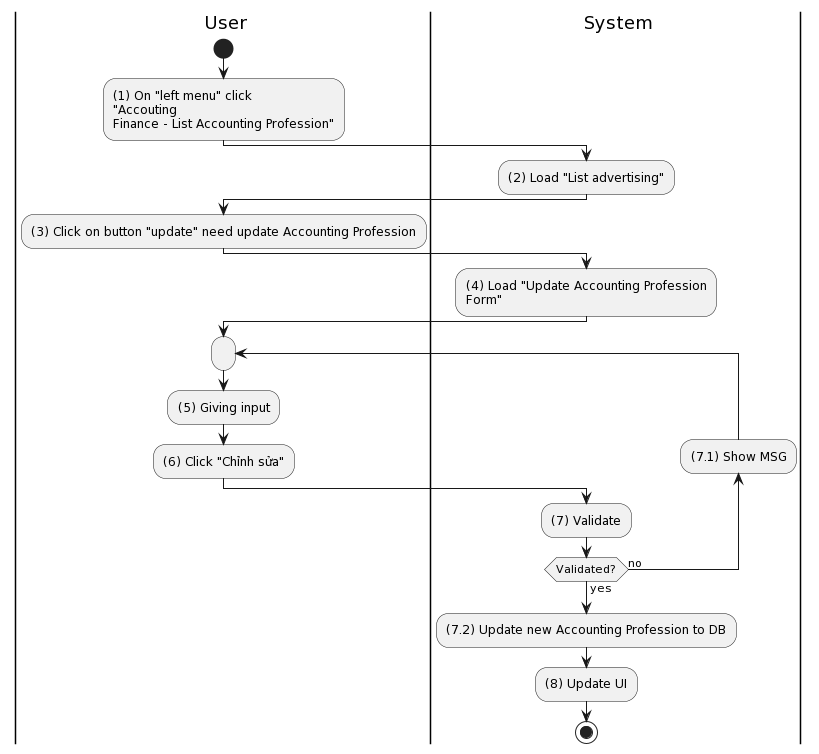 User
System
(1) On "left menu" click
"Accouting
Finance - List Accounting Profession"
(2) Load "List advertising"
(3) Click on button "update" need update Accounting Profession
(4) Load "Update Accounting Profession
Form"
(5) Giving input
(6) Click "Chỉnh sửa"
(7.1) Show MSG
(7) Validate
Validated?
no
yes
(7.2) Update new Accounting Profession to DB
(8) Update UI